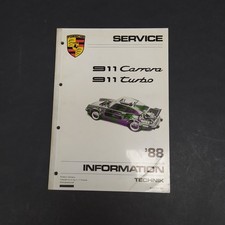 SERVICE
911 Carrera
911 Turbo
'88
INFORMATION
TECHNIK